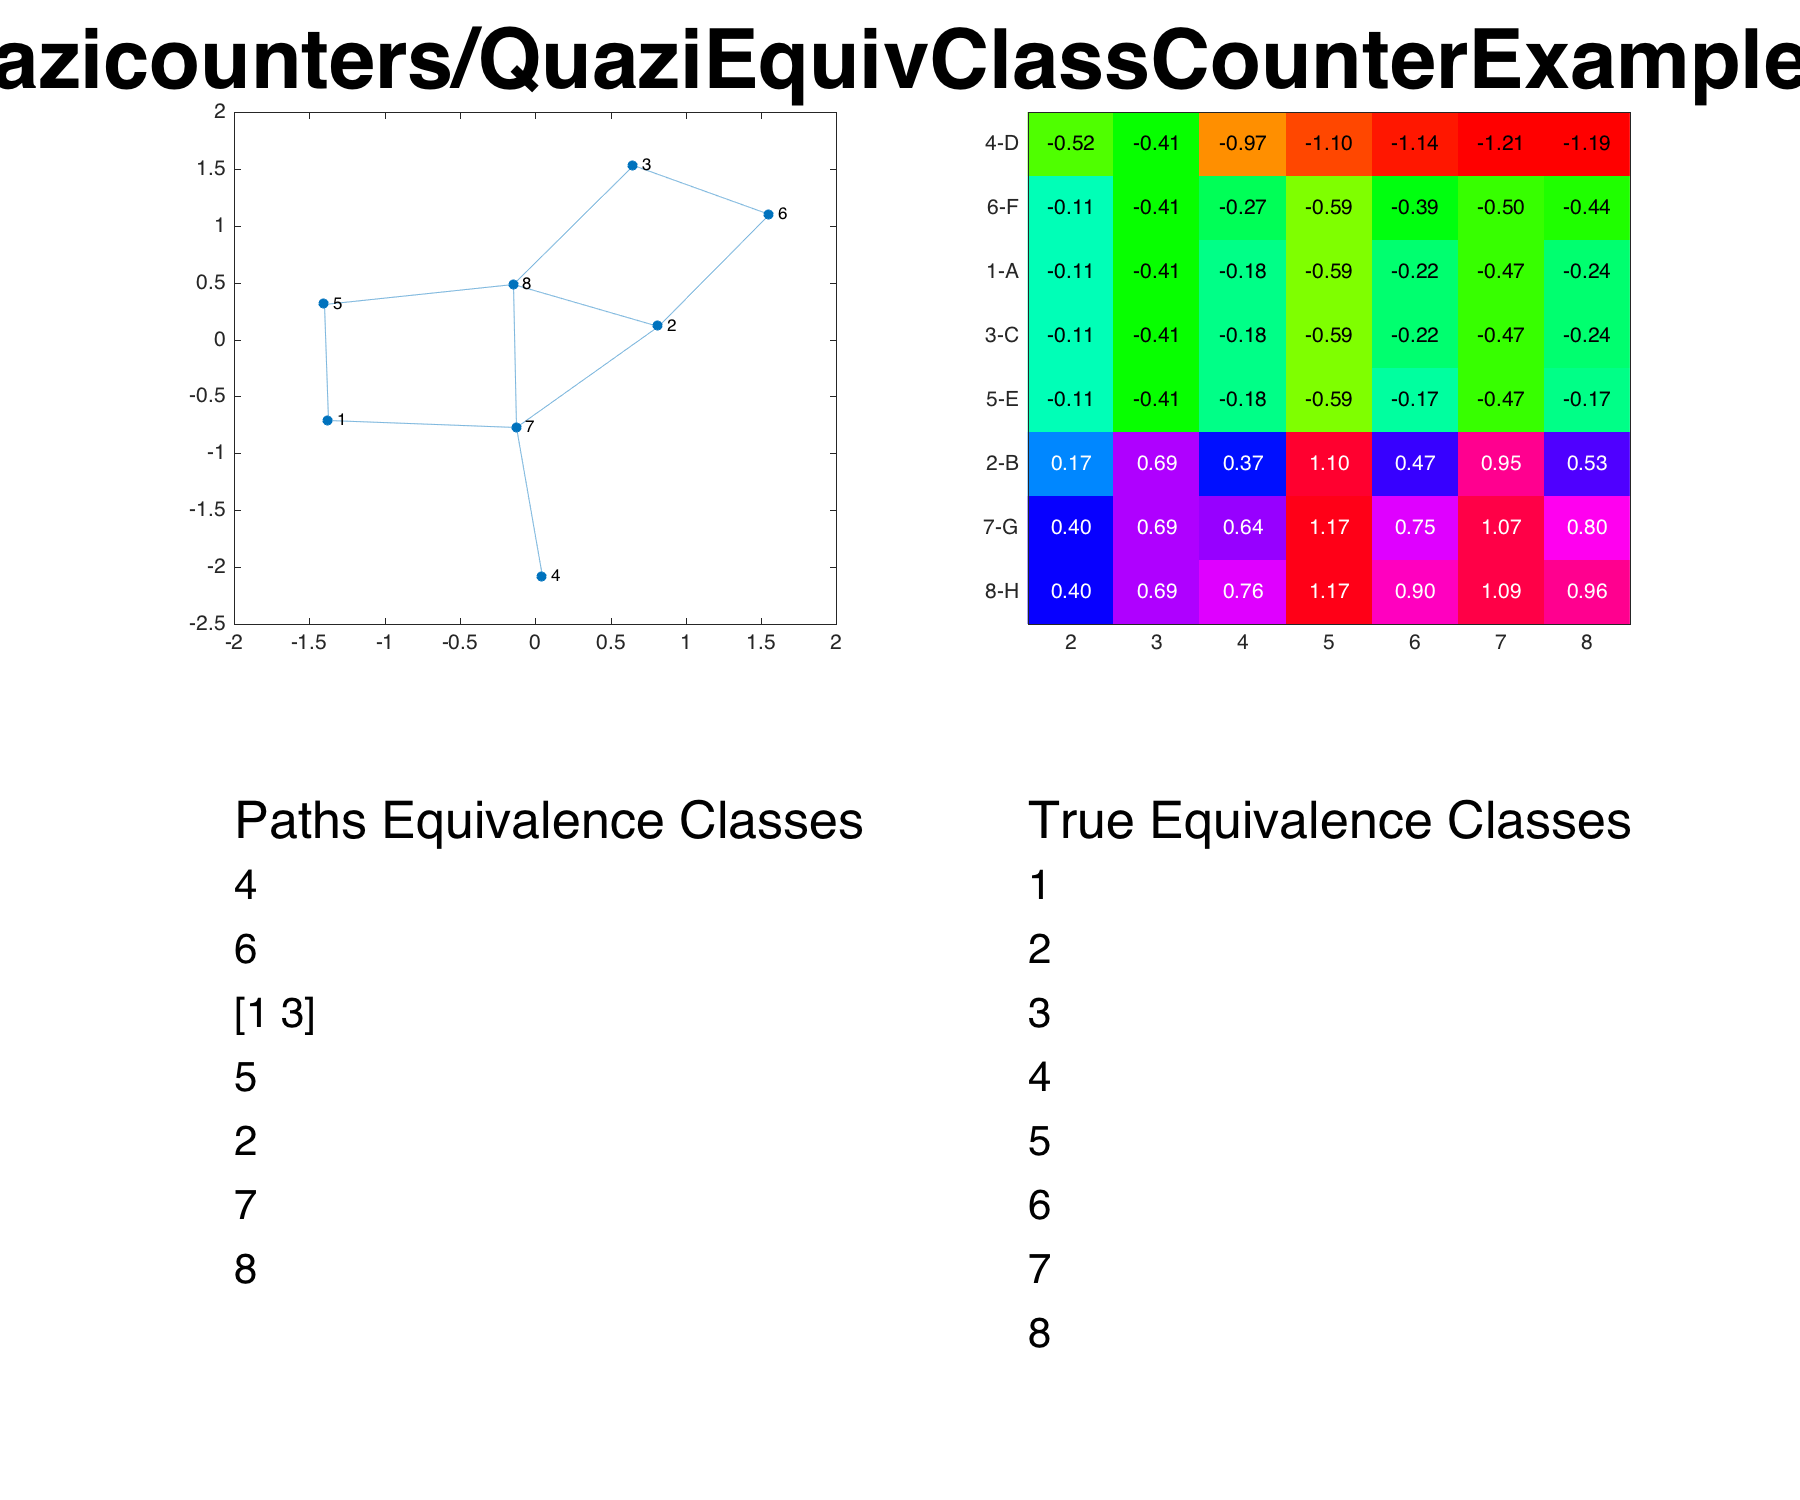 azicounters/QuaziEquivClassCounterExample
2
1.5
1
0.5
0
-0.5
-1
-1.5
-2
-2.5
-2 -1.5 -1 -0.5 0 0.5 1 1.5 2
3
6
8
5
2
1
7
4
4-D -0.52 -0.41 -0.97 -1.10 -1.14 -1.21 -1.19
6-F -0.11 -0.41 -0.27 -0.59 -0.39 -0.50 -0.44
1-A -0.11 -0.41 -0.18 -0.59 -0.22 -0.47 -0.24
3-C -0.11 -0.41 -0.18 -0.59 -0.22 -0.47 -0.24
5-E -0.11 -0.41 -0.18 -0.59 -0.17 -0.47 -0.17
2-B 0.17 0.69 0.37 1.10 0.47 0.95 0.53
7-G 0.40 0.69 0.64 1.17 0.75 1.07 0.80
8-H 0.40 0.69 0.76 1.17 0.90 1.09 0.96
2 3 4 5 6 7 8
Paths Equivalence Classes
4
6
[1 3]
5
2
7
8
True Equivalence Classes
1
2
3
4
5
6
7
8